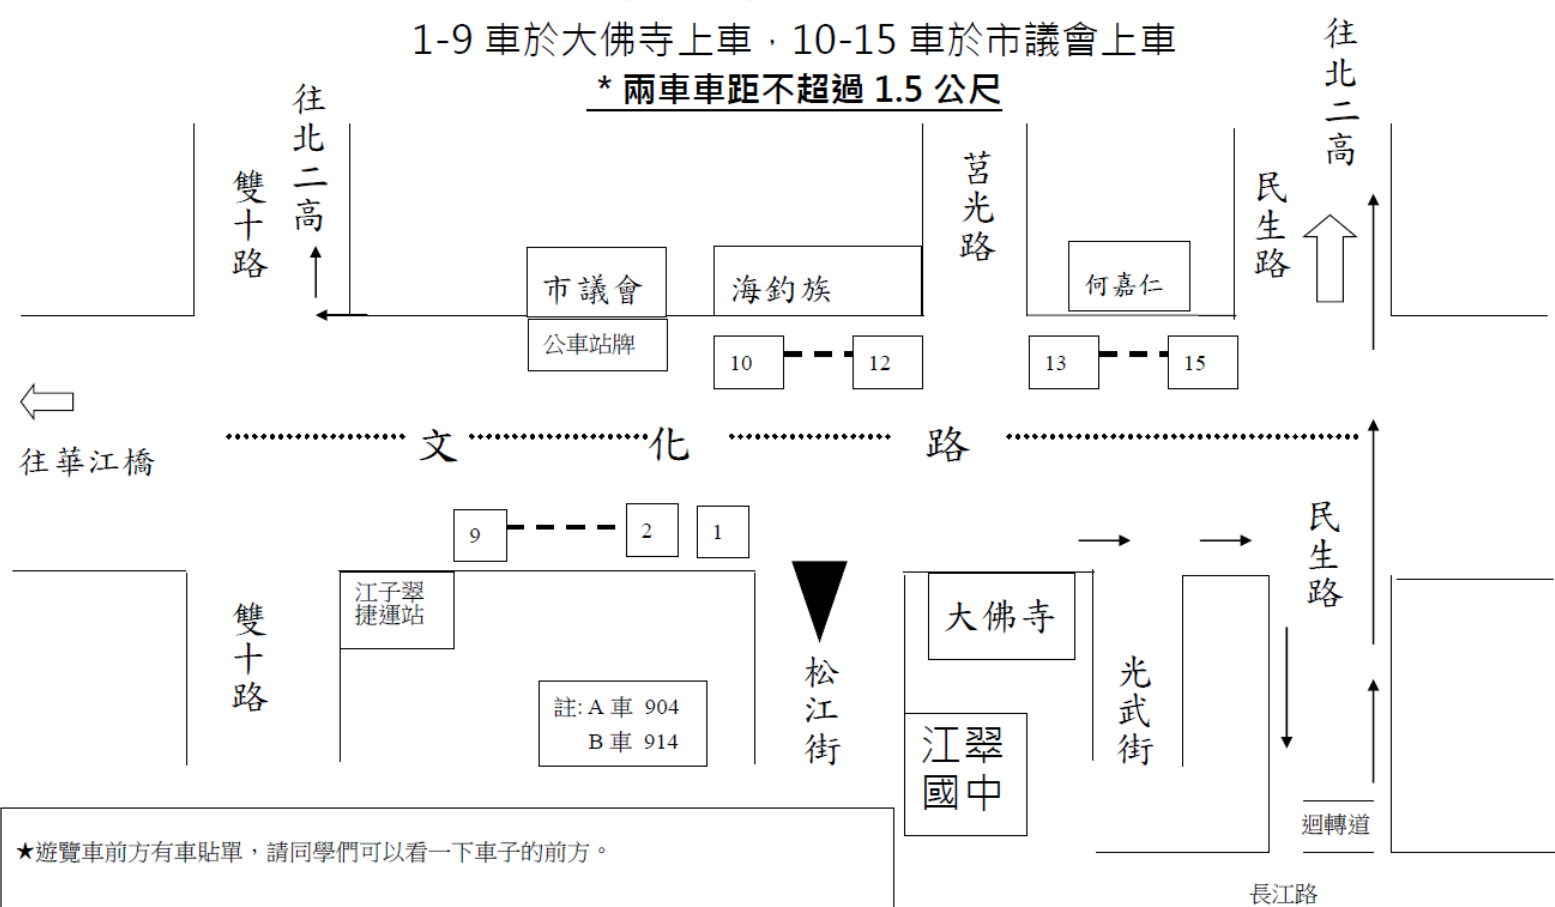 1-9 車於大佛寺上車，10-15 車於市議會上車
* 兩車車距不超過 1.5 公尺
往北二高
雙十路
莒光路
民生路
往北二高
市議會
海釣族
何嘉仁
公車站牌
10
12
13
15
往華江橋
文化路
9
2
1
江子翠
捷運站
雙十路
註: A 車 904
B 車 914
松江街
大佛寺
江翠
國中
光武街
民生路
迴轉道
長江路
★遊覽車前方有車貼單，請同學們可以看一下車子的前方。